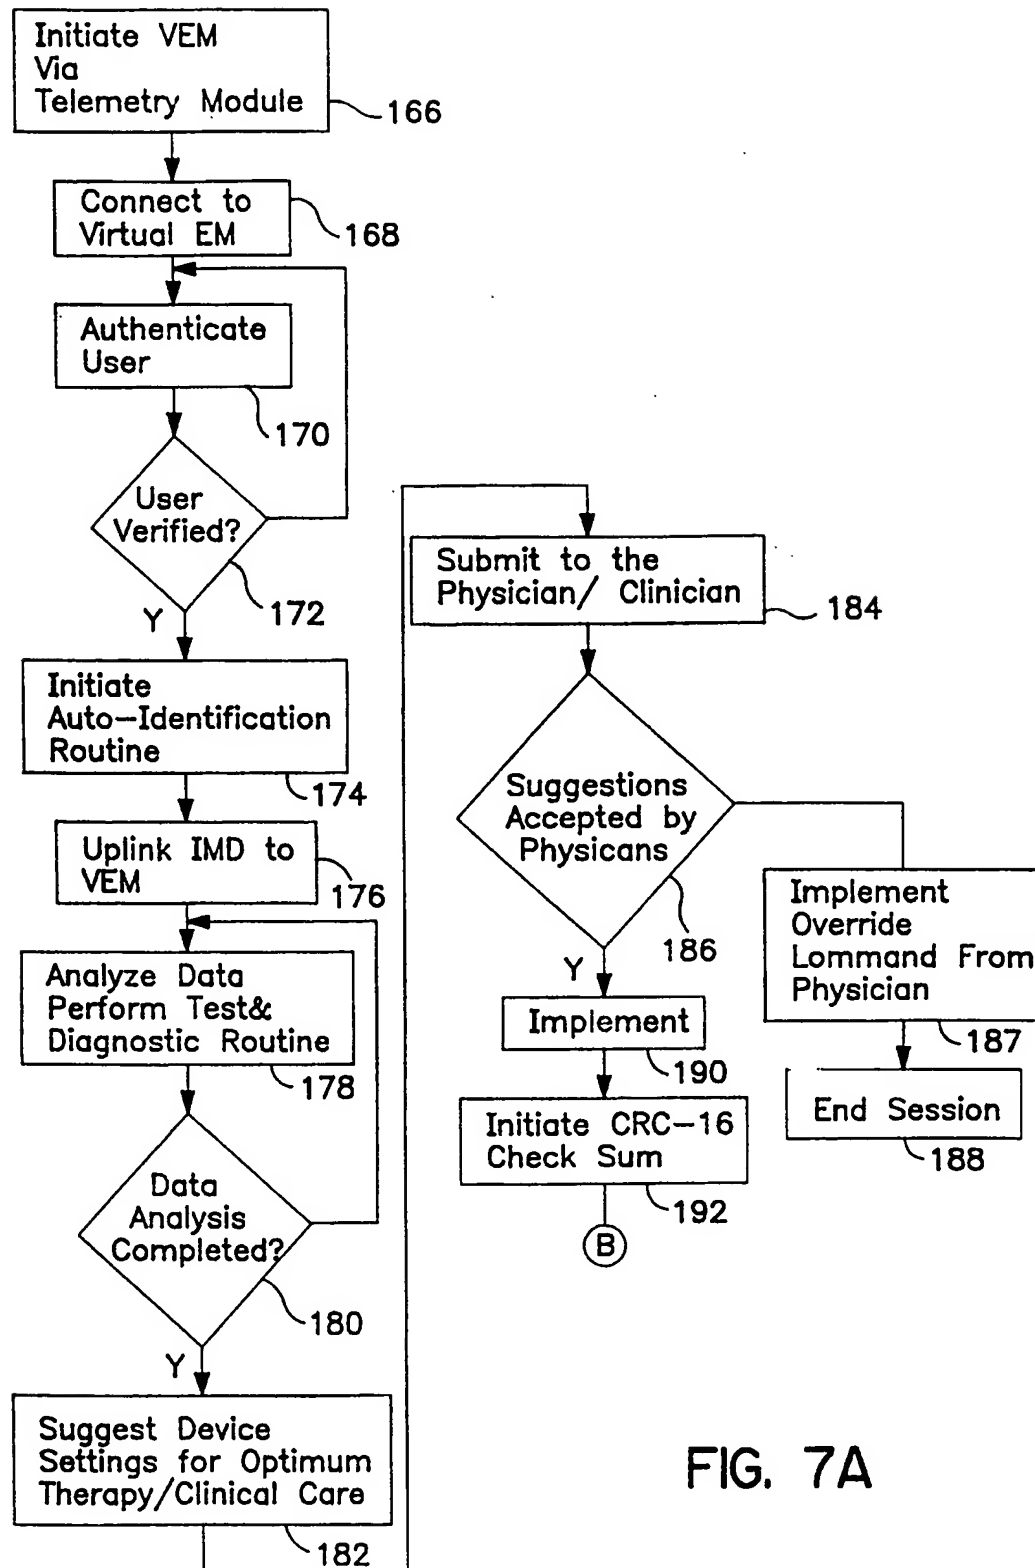 Initiate VEM
Via
Telemetry Module
166
Connect to
Virtual EM
168
Authenticate
User
170
User
Verified?
172
Y
Initiate
Auto-Identification
Routine
174
Uplink IMD to
VEM
176
Analyze Data
Perform Test&
Diagnostic Routine
178
Data
Analysis
Completed?
180
Y
Suggest Device
Settings for Optimum
Therapy/Clinical Care
182
Submit to the
Physician/ Clinician
184
Suggestions
Accepted by
Physicans
186
Y
Implement
Override
Lommand From
Physician
187
End Session
188
Implement
190
Initiate CRC-16
Check Sum
192
B
FIG. 7A